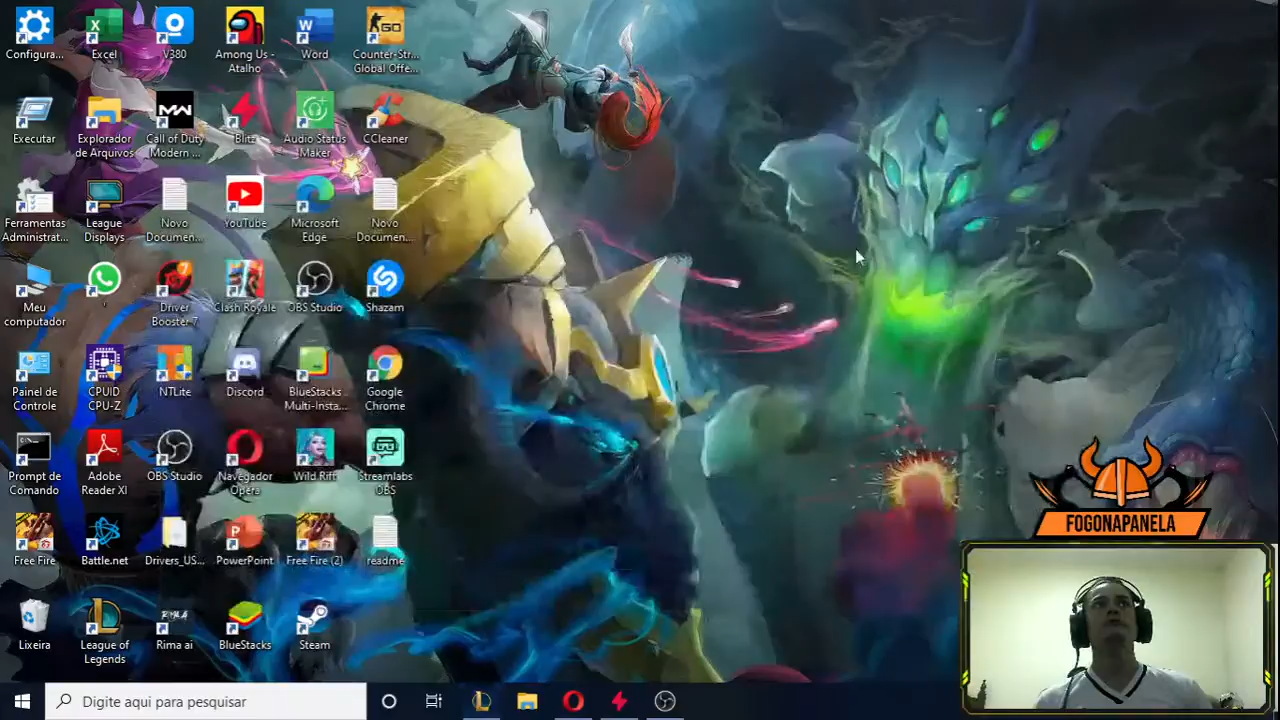 Configura...
Excel
V380
Among Us -
Atalho
Word
Counter-Str...
Global Offe...
Executar
Explorador
de Arquivos
Call of Duty
Modern ...
Blitz
Audio Status
Maker
CCleaner
Ferramentas
Administrat...
League
Displays
Novo
Documen...
YouTube
Microsoft
Edge
Novo
Documen...
Meu
computador
.
Driver
Booster 7
Clash Royale
OBS Studio
Shazam
Painel de
Controle
CPUID
CPU-Z
NTLite
Discord
BlueStacks
Multi-Insta...
Google
Chrome
Prompt de
Comando
Adobe
Reader XI
OBS Studio
Navegador
Opera
Wild Rift
Streamlabs
OBS
Free Fire
Battle.net
Drivers_US...
PowerPoint
Free Fire (2)
readme
Lixeira
League of
Legends
Rima ai
BlueStacks
Steam
FOGONAPANELA
Digite aqui para pesquisar